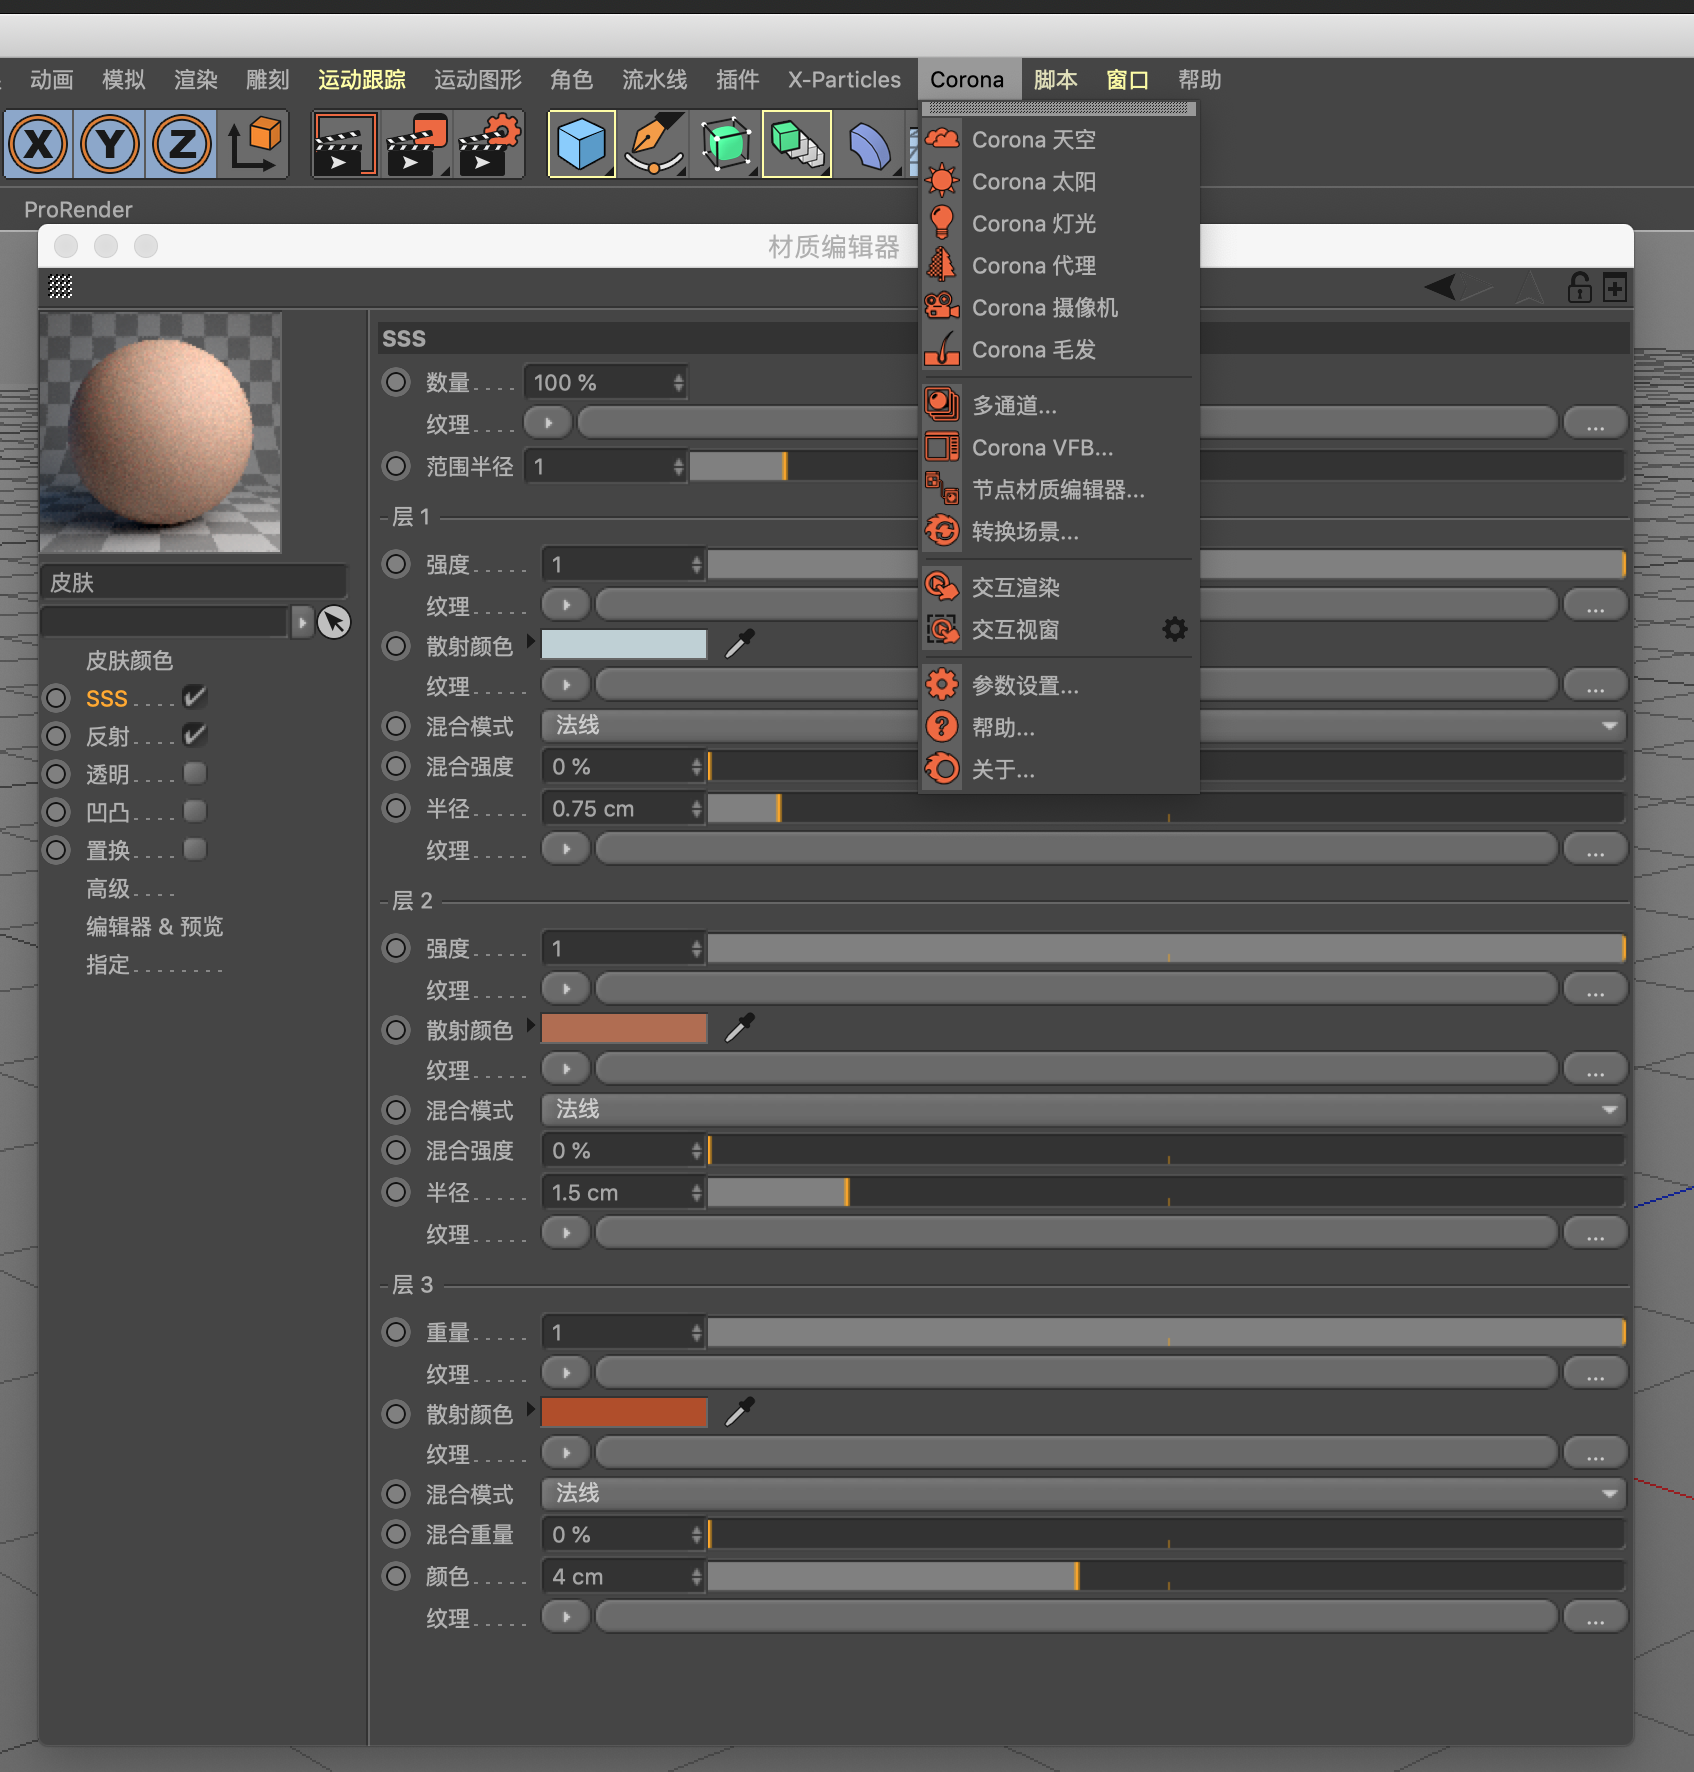 动画 模拟 渲染 雕刻 运动跟踪 运动图形 角色 流水线 插件 X-Particles Corona 脚本 窗口 帮助
X Y Z
ProRender
材质编辑器
Corona 天空
Corona 太阳
Corona 灯光
Corona 代理
Corona 摄像机
Corona 毛发
多通道...
Corona VFB...
节点材质编辑器...
转换场景...
交互渲染
交互视窗
参数设置...
帮助...
关于...
皮肤
皮肤颜色
SSS
反射
透明
凹凸
置换
高级
编辑器 & 预览
指定
SSS
数量 100 %
纹理 ...
范围半径 1
层 1
强度 1
纹理 ...
散射颜色
纹理 ...
混合模式 法线
混合强度 0 %
半径 0.75 cm
纹理 ...
层 2
强度 1
纹理 ...
散射颜色
纹理 ...
混合模式 法线
混合强度 0 %
半径 1.5 cm
纹理 ...
层 3
重量 1
纹理 ...
散射颜色
纹理 ...
混合模式 法线
混合重量 0 %
颜色 4 cm
纹理 ...